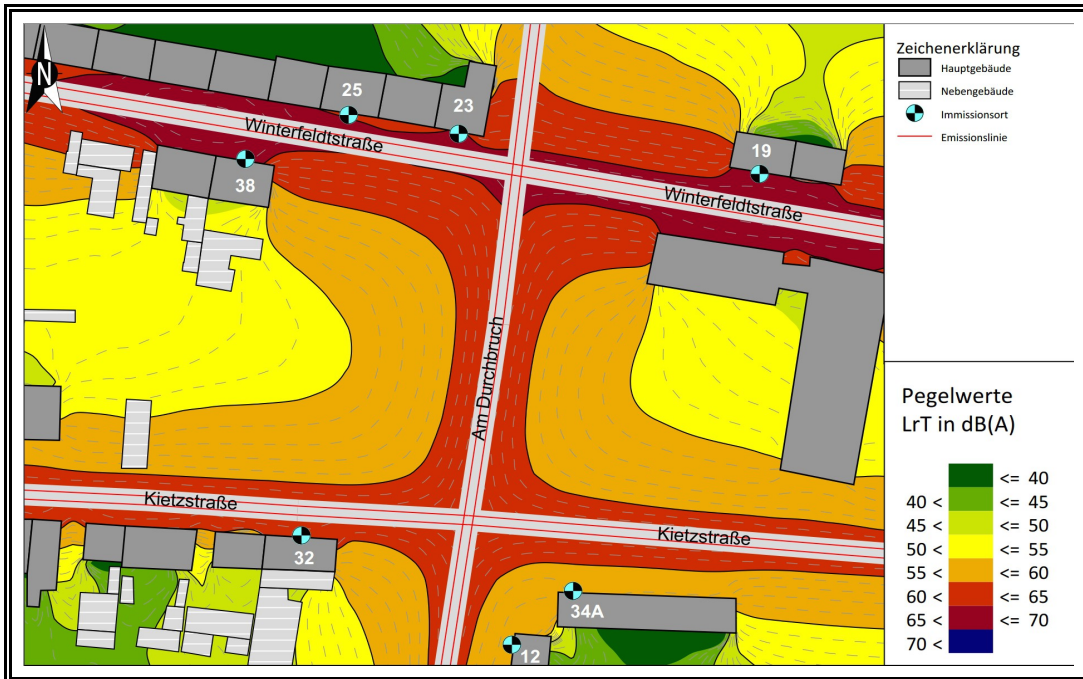 N
25
23
Winterfeldtstraße
38
19
Winterfeldtstraße
Am Durchbruch
Kietzstraße
Kietzstraße
32
34A
12
Zeichenerklärung
Hauptgebäude
Nebengebäude
Immissionsort
Emissionslinie
Pegelwerte
LrT in dB(A)
<= 40
40 < <= 45
45 < <= 50
50 < <= 55
55 < <= 60
60 < <= 65
65 < <= 70
70 <